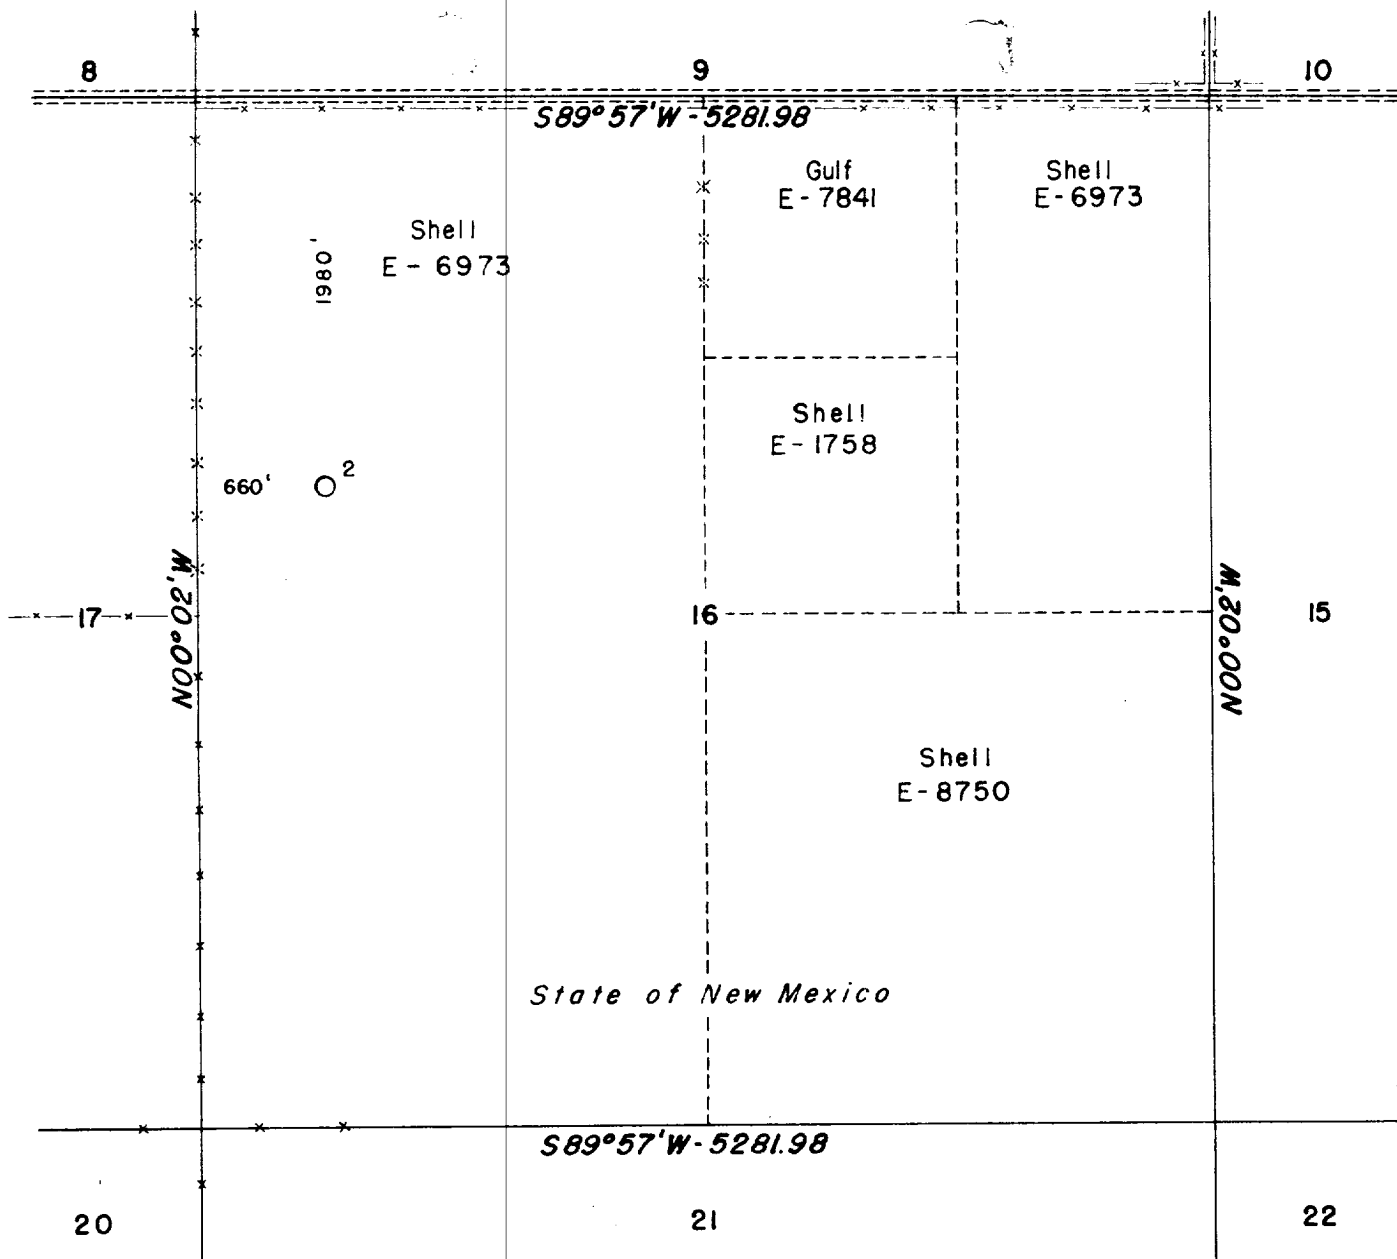 8
9
10
S89°57'W - 5281.98
Gulf
E - 7841
Shell
E - 6973
Shell
E - 6973
1980'
Shell
E - 1758
660'
2
N00°02'W
17
16
N00°02'W
15
Shell
E - 8750
State of New Mexico
S89°57'W - 5281.98
20
21
22